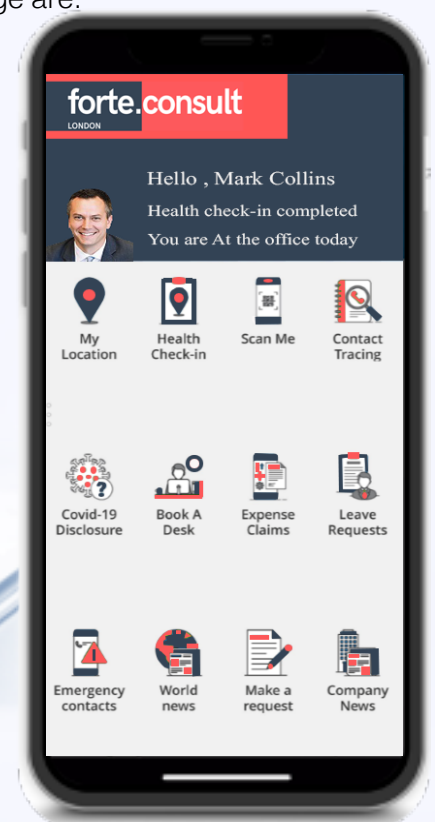 ge are:
forte.consult
LONDON
Hello , Mark Collins
Health check-in completed
You are At the office today
My
Location
Health
Check-in
Scan Me
Contact
Tracing
Covid-19
Disclosure
Book A
Desk
Expense
Claims
Leave
Requests
Emergency
contacts
World
news
Make a
request
Company
News